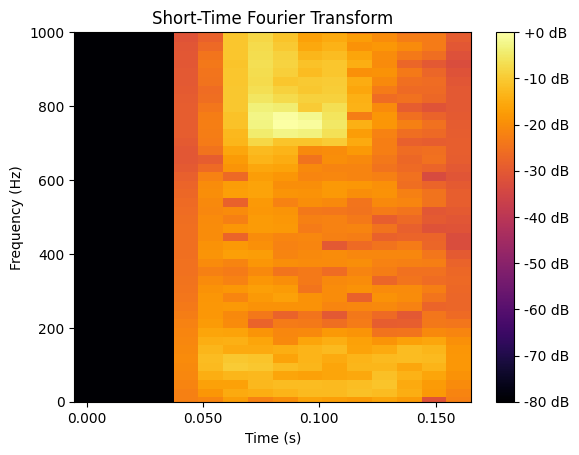 Short-Time Fourier Transform
1000
800
600
400
200
0
Frequency (Hz)
0.000
0.050
0.100
0.150
Time (s)
+0 dB
-10 dB
-20 dB
-30 dB
-40 dB
-50 dB
-60 dB
-70 dB
-80 dB